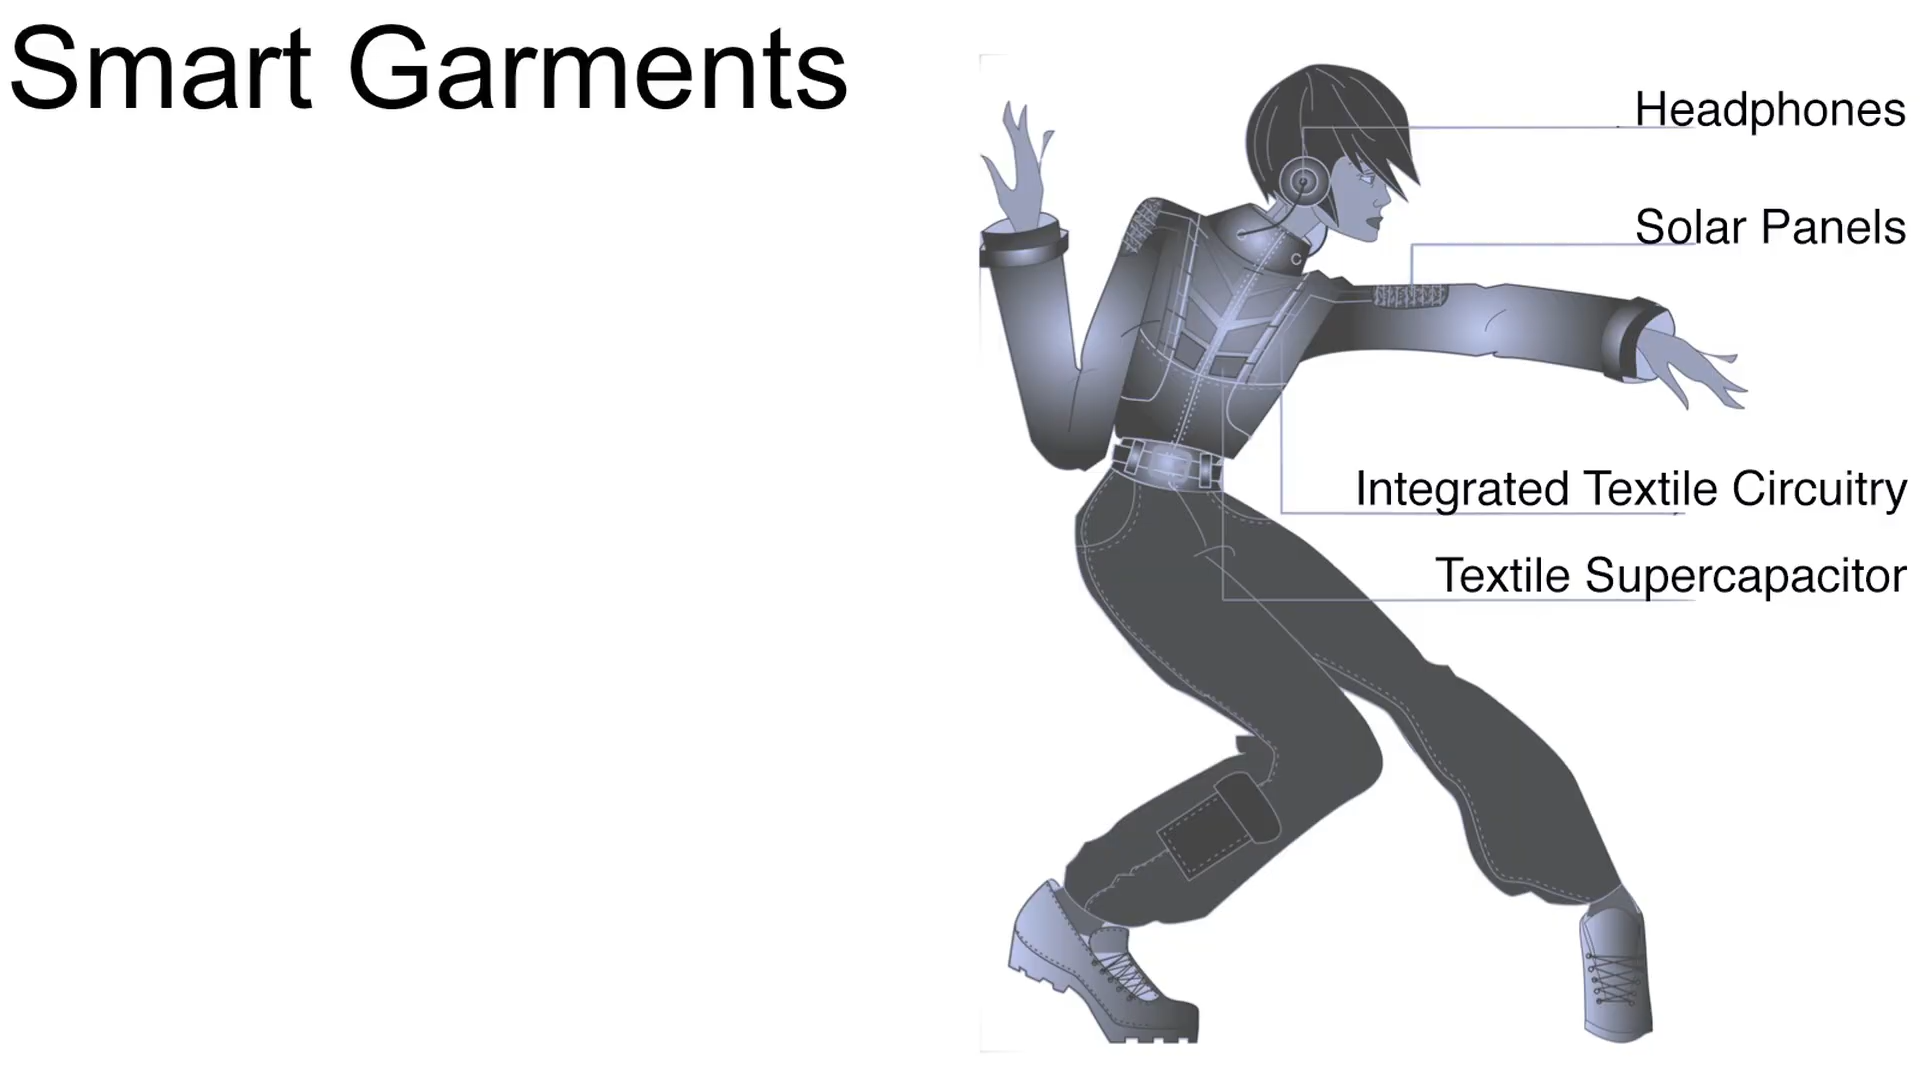 Smart Garments
Headphones
Solar Panels
Integrated Textile Circuitry
Textile Supercapacitor